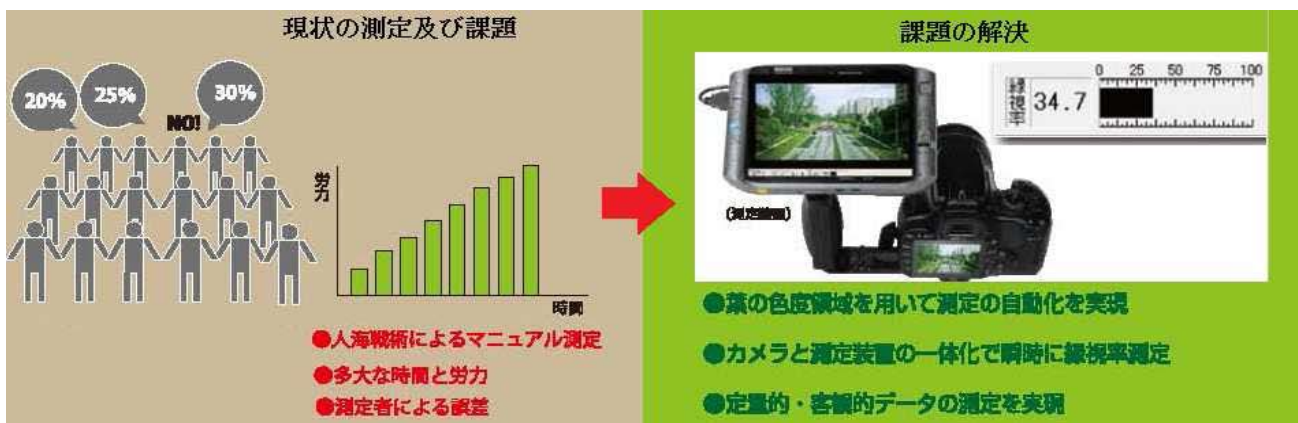 現状の測定及び課題
20%
25%
30%
NO!
労力
時間
●人海戦術によるマニュアル測定
●多大な時間と労力
●測定者による誤差
課題の解決
0 25 50 75 100
緑視率 34.7
(測定装置)
●葉の色度領域を用いて測定の自動化を実現
●カメラと測定装置の一体化で瞬時に緑視率測定
●定量的・客観的データの測定を実現